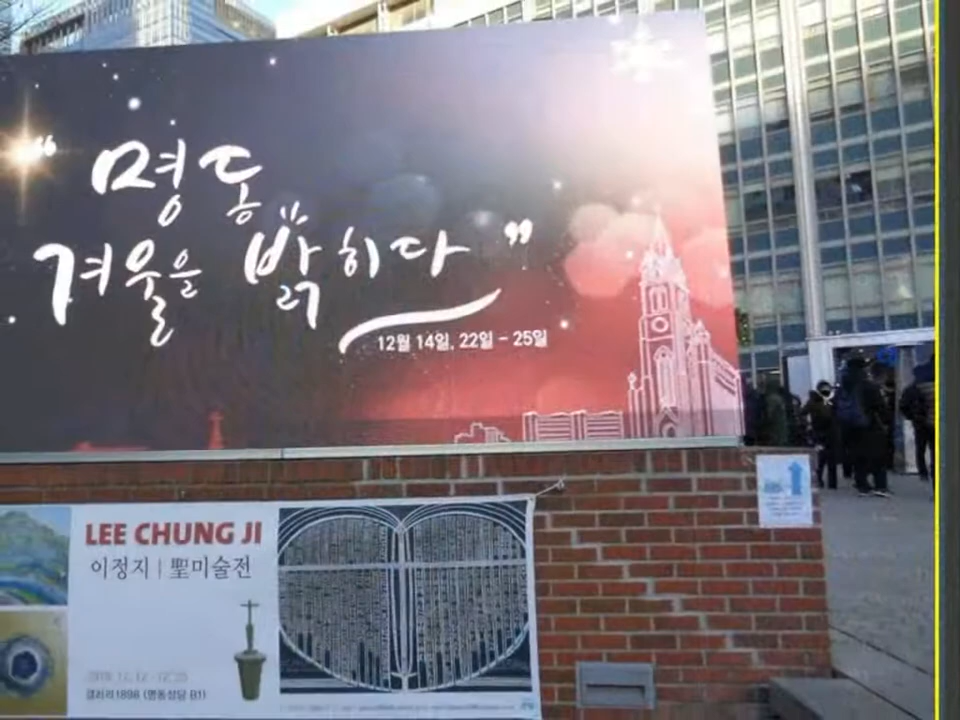 “ 명동
겨울을 밝히다 ”
12월 14일, 22일 - 25일
LEE CHUNG JI
이정지 | 聖미술전
갤러리1898 (명동성당 B1)